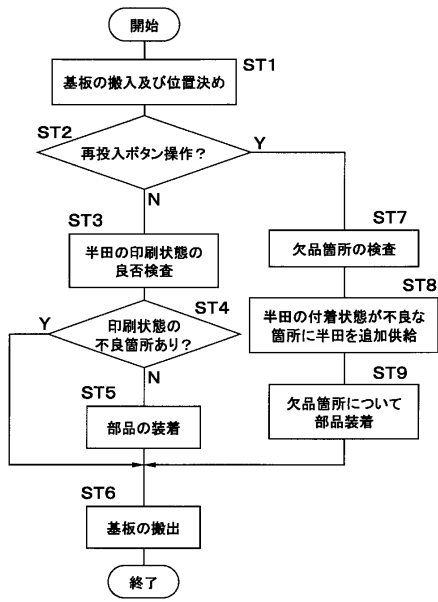 開始
ST1
基板の搬入及び位置決め
ST2
再投入ボタン操作？
Y
N
ST3
半田の印刷状態の
良否検査
ST4
印刷状態の
不良箇所あり？
Y
N
ST5
部品の装着
ST7
欠品箇所の検査
ST8
半田の付着状態が不良な
箇所に半田を追加供給
ST9
欠品箇所について
部品装着
ST6
基板の搬出
終了